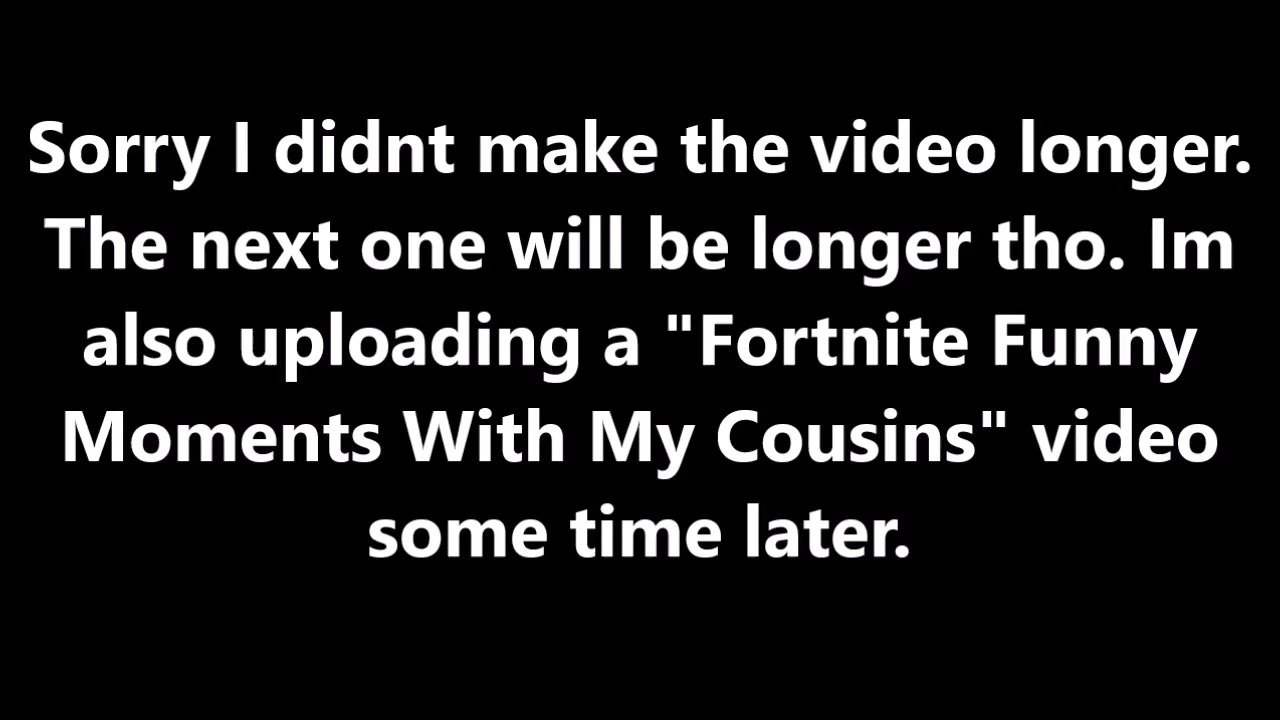 Sorry I didnt make the video longer.
The next one will be longer tho. Im
also uploading a "Fortnite Funny
Moments With My Cousins" video
some time later.